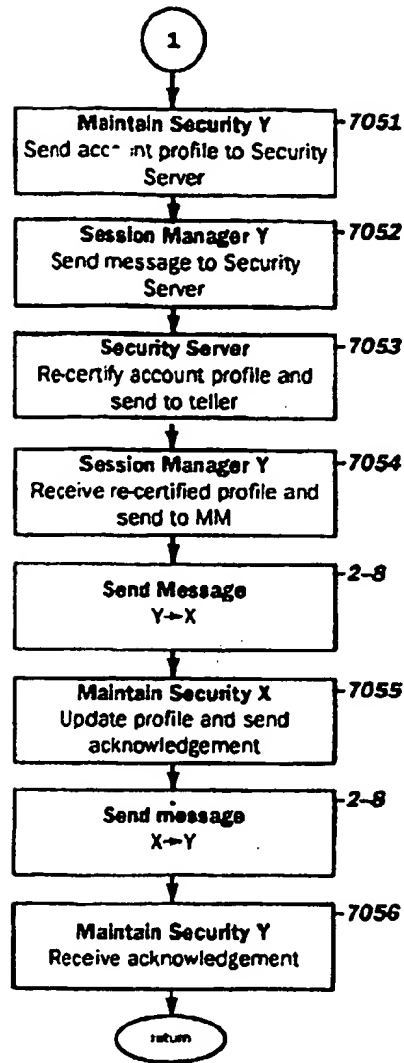 1
Maintain Security Y
7051
Send account profile to Security
Server
Session Manager Y
7052
Send message to Security
Server
Security Server
7053
Re-certify account profile and
send to teller
Session Manager Y
7054
Receive re-certified profile and
send to MM
Send Message
2–8
Y→X
Maintain Security X
7055
Update profile and send
acknowledgement
Send message
2–8
X→Y
Maintain Security Y
7056
Receive acknowledgement
return